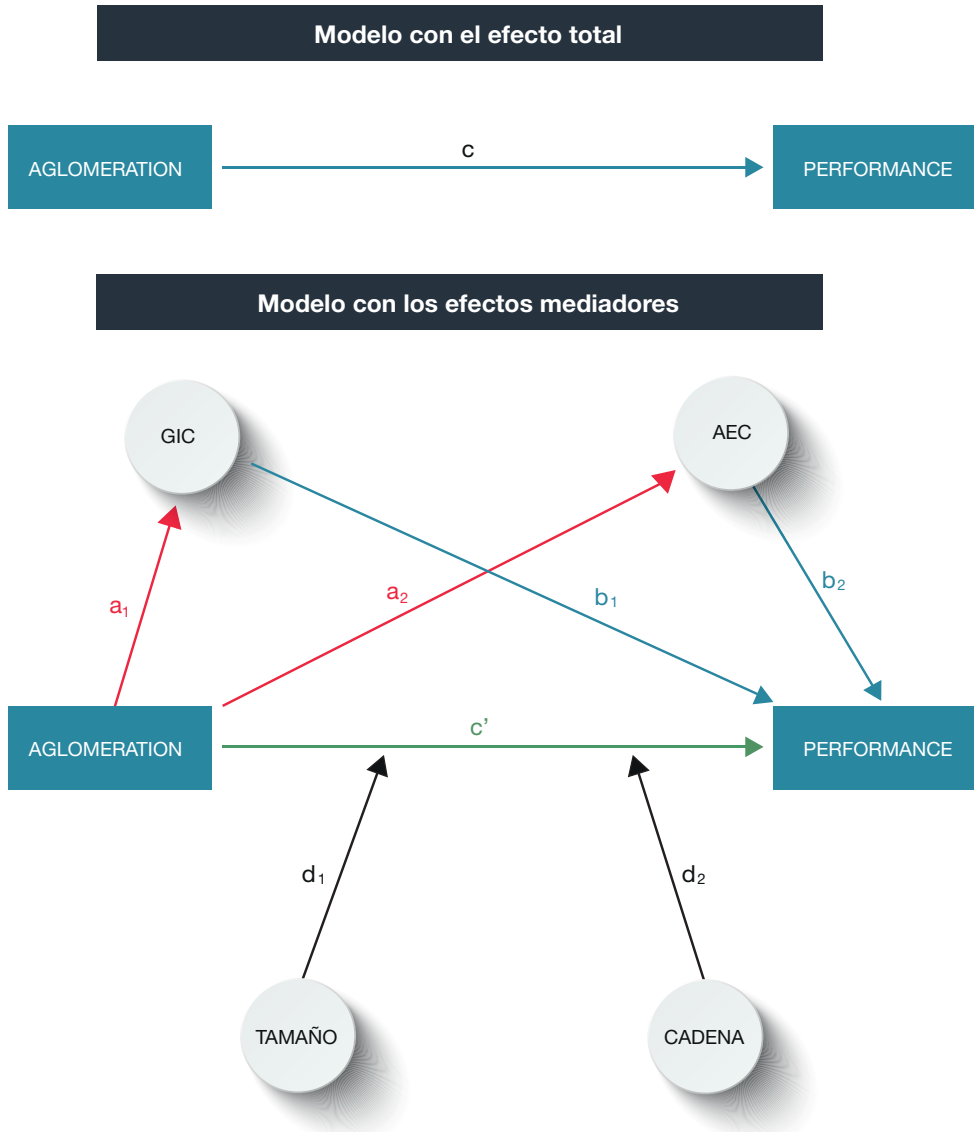 Modelo con el efecto total
c
AGLOMERATION
PERFORMANCE
Modelo con los efectos mediadores
GIC
AEC
a₁
a₂
b₁
b₂
c’
AGLOMERATION
PERFORMANCE
d₁
d₂
TAMAÑO
CADENA